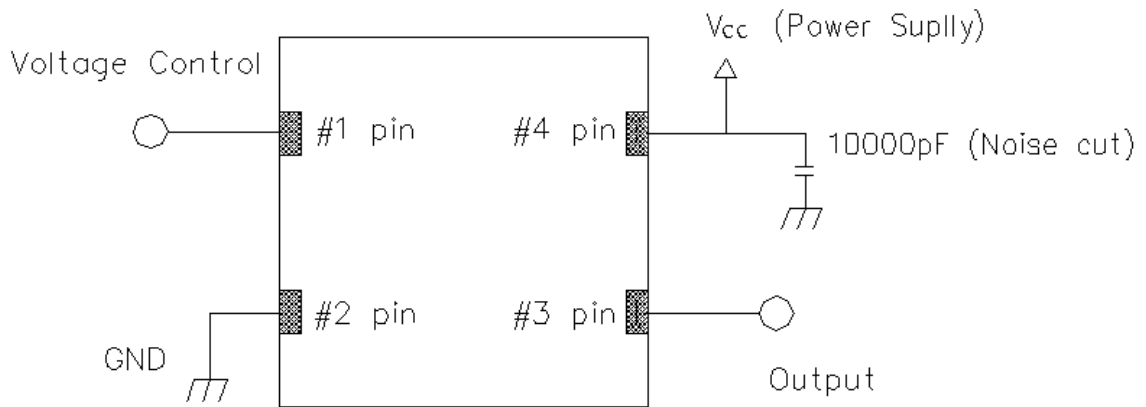 Vcc (Power Suplly)
Voltage Control
#1 pin
#4 pin
10000pF (Noise cut)
#2 pin
#3 pin
GND
Output